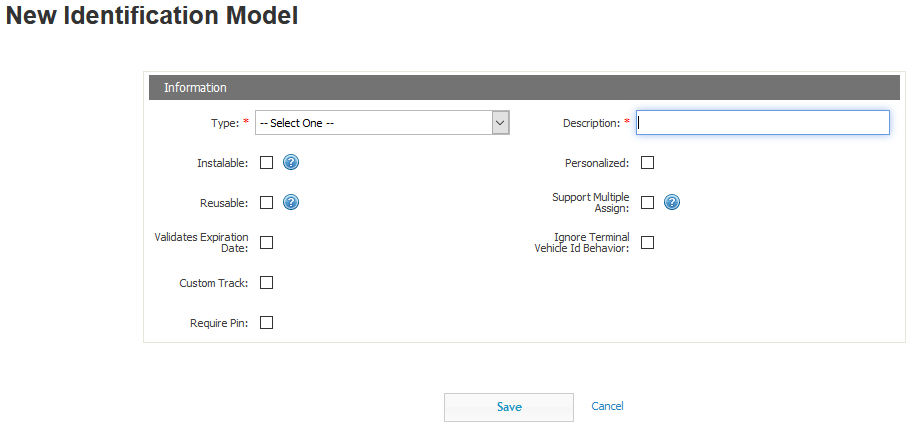 New Identification Model
Information
Type: * -- Select One --
Description: *
Instalable: ?
Personalized:
Reusable: ?
Support Multiple
Assign: ?
Validates Expiration
Date:
Ignore Terminal
Vehicle Id Behavior:
Custom Track:
Require Pin:
Save Cancel